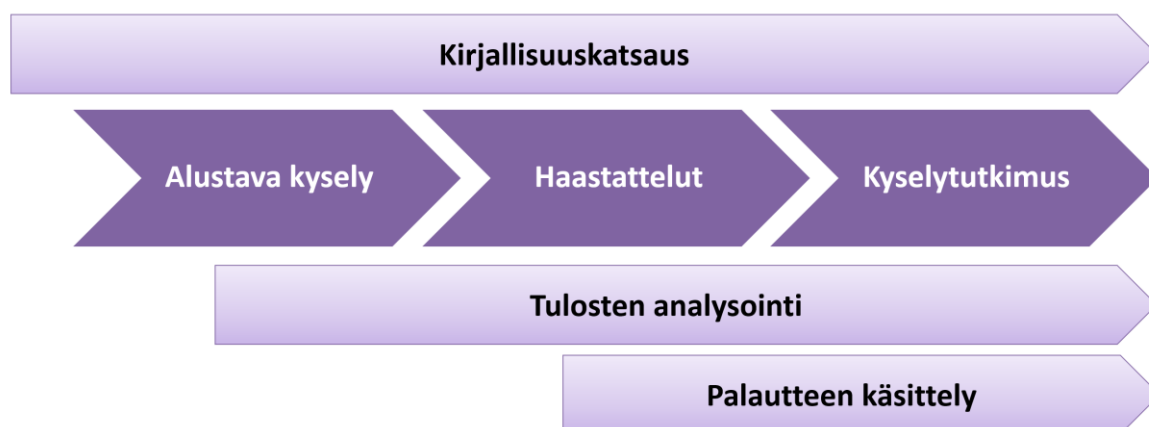 Kirjallisuuskatsaus
Alustava kysely
Haastattelut
Kyselytutkimus
Tulosten analysointi
Palautteen käsittely